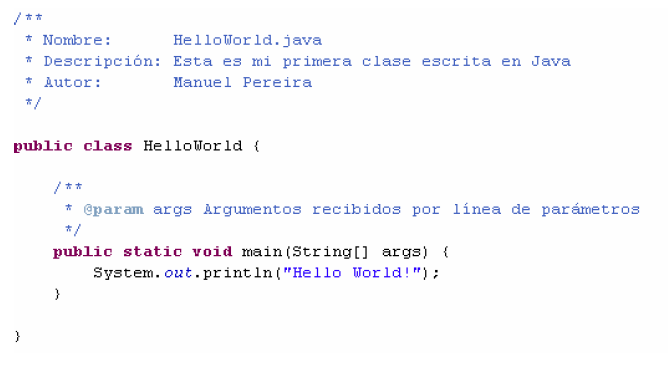 /**
 * Nombre:      HelloWorld.java
 * Descripción: Esta es mi primera clase escrita en Java
 * Autor:       Manuel Pereira
 */
public class HelloWorld {
    /**
     * @param args Argumentos recibidos por línea de parámetros
     */
    public static void main(String[] args) {
        System.out.println("Hello World!");
    }
}